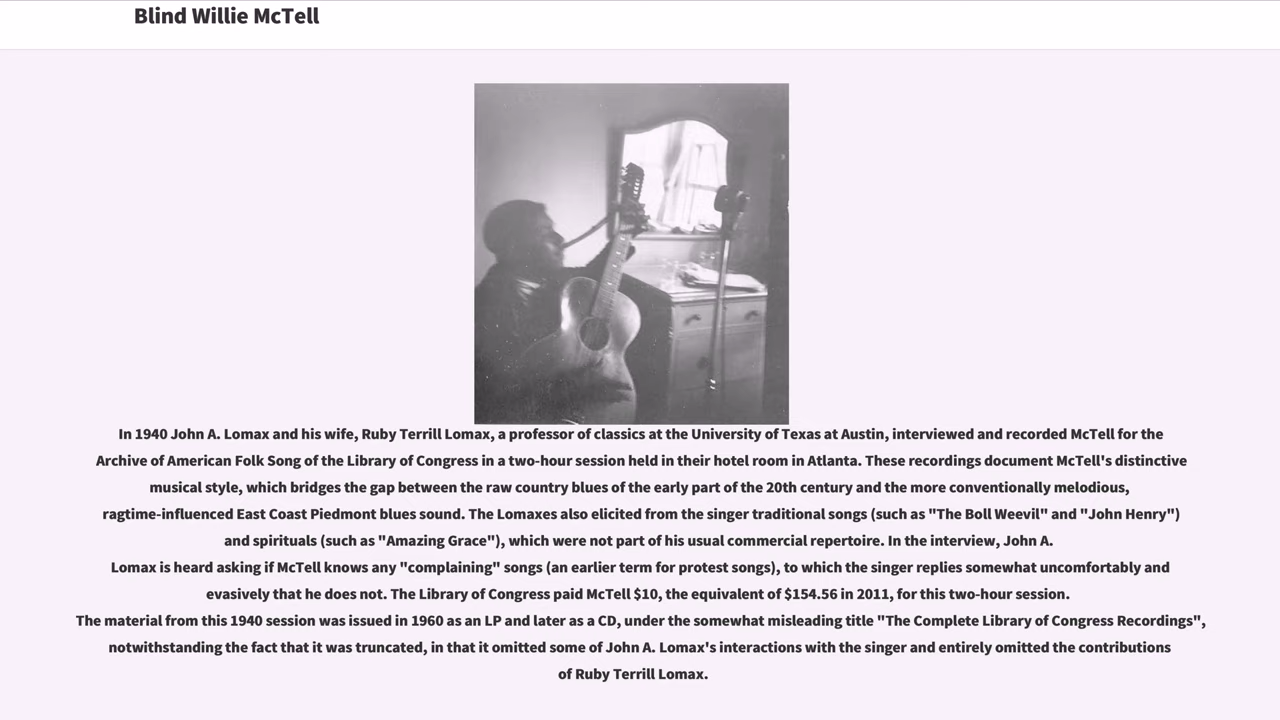 Blind Willie McTell
In 1940 John A. Lomax and his wife, Ruby Terrill Lomax, a professor of classics at the University of Texas at Austin, interviewed and recorded McTell for the
Archive of American Folk Song of the Library of Congress in a two-hour session held in their hotel room in Atlanta. These recordings document McTell's distinctive
musical style, which bridges the gap between the raw country blues of the early part of the 20th century and the more conventionally melodious,
ragtime-influenced East Coast Piedmont blues sound. The Lomaxes also elicited from the singer traditional songs (such as "The Boll Weevil" and "John Henry")
and spirituals (such as "Amazing Grace"), which were not part of his usual commercial repertoire. In the interview, John A.
Lomax is heard asking if McTell knows any "complaining" songs (an earlier term for protest songs), to which the singer replies somewhat uncomfortably and
evasively that he does not. The Library of Congress paid McTell $10, the equivalent of $154.56 in 2011, for this two-hour session.
The material from this 1940 session was issued in 1960 as an LP and later as a CD, under the somewhat misleading title "The Complete Library of Congress Recordings",
notwithstanding the fact that it was truncated, in that it omitted some of John A. Lomax's interactions with the singer and entirely omitted the contributions
of Ruby Terrill Lomax.